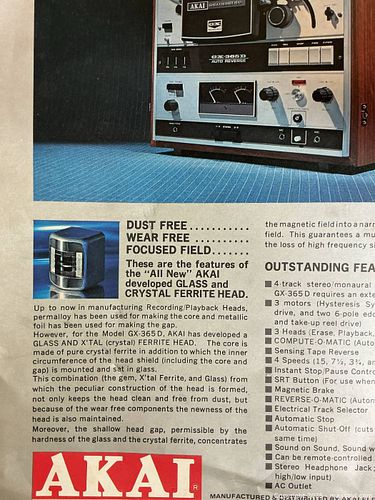 AKAI
GX-365D
AUTO REVERSE
DUST FREE ..........
WEAR FREE .........
FOCUSED FIELD.......
These are the features of
the "All New" AKAI
developed GLASS and
CRYSTAL FERRITE HEAD.
Up to now in manufacturing Recording/Playback Heads,
permalloy has been used for making the core and metallic
foil has been used for making gap.
However, for the Model GX-365D, AKAI has developed a
GLASS AND X'TAL (crystal) FERRITE HEAD. The core is
made of pure crystal ferrite in addition to which the inner
circumference of the head shield (including the core and
gap) is mounted and sat in glass.
This combination (the gem, X'tal Ferrite, and Glass) from
which the peculiar construction of the head is formed,
not only keeps the head clean and free from dust, but
because of the wear free components the newness of the
head is also maintained.
Moreover, the shallow head gap, permissible by the
hardness of the glass and the crystal ferrite, concentrates
AKAI
the magnetic field into a narr
field. This guarantees a mu
the loss of high frequency si
OUTSTANDING FEA
4-track stereo/monaural
GX-365D requires an exte
3 motors (Hysteresis Sy
drive, and two 6-pole edd
and take-up reel drive)
3 Heads (Erase, Playback,
COMPUTE-O-MATIC (Auton
Sensing Tape Reverse
4 Speeds (15, 7½, 3¾, an
Instant Stop/Pause Contro
SRT Button (For use when
Magnetic Brake
REVERSE-O-MATIC (Auton
Electrical Track Selector
Automatic Stop
Automatic Shut-Off (cuts
same time)
Sound on Sound, Sound w
Can be remote-controlled
Stereo Headphone Jack;
high/low input)
AC Outlet
MANUFACTURED & DISTRIBUTED BY AKAI ELE